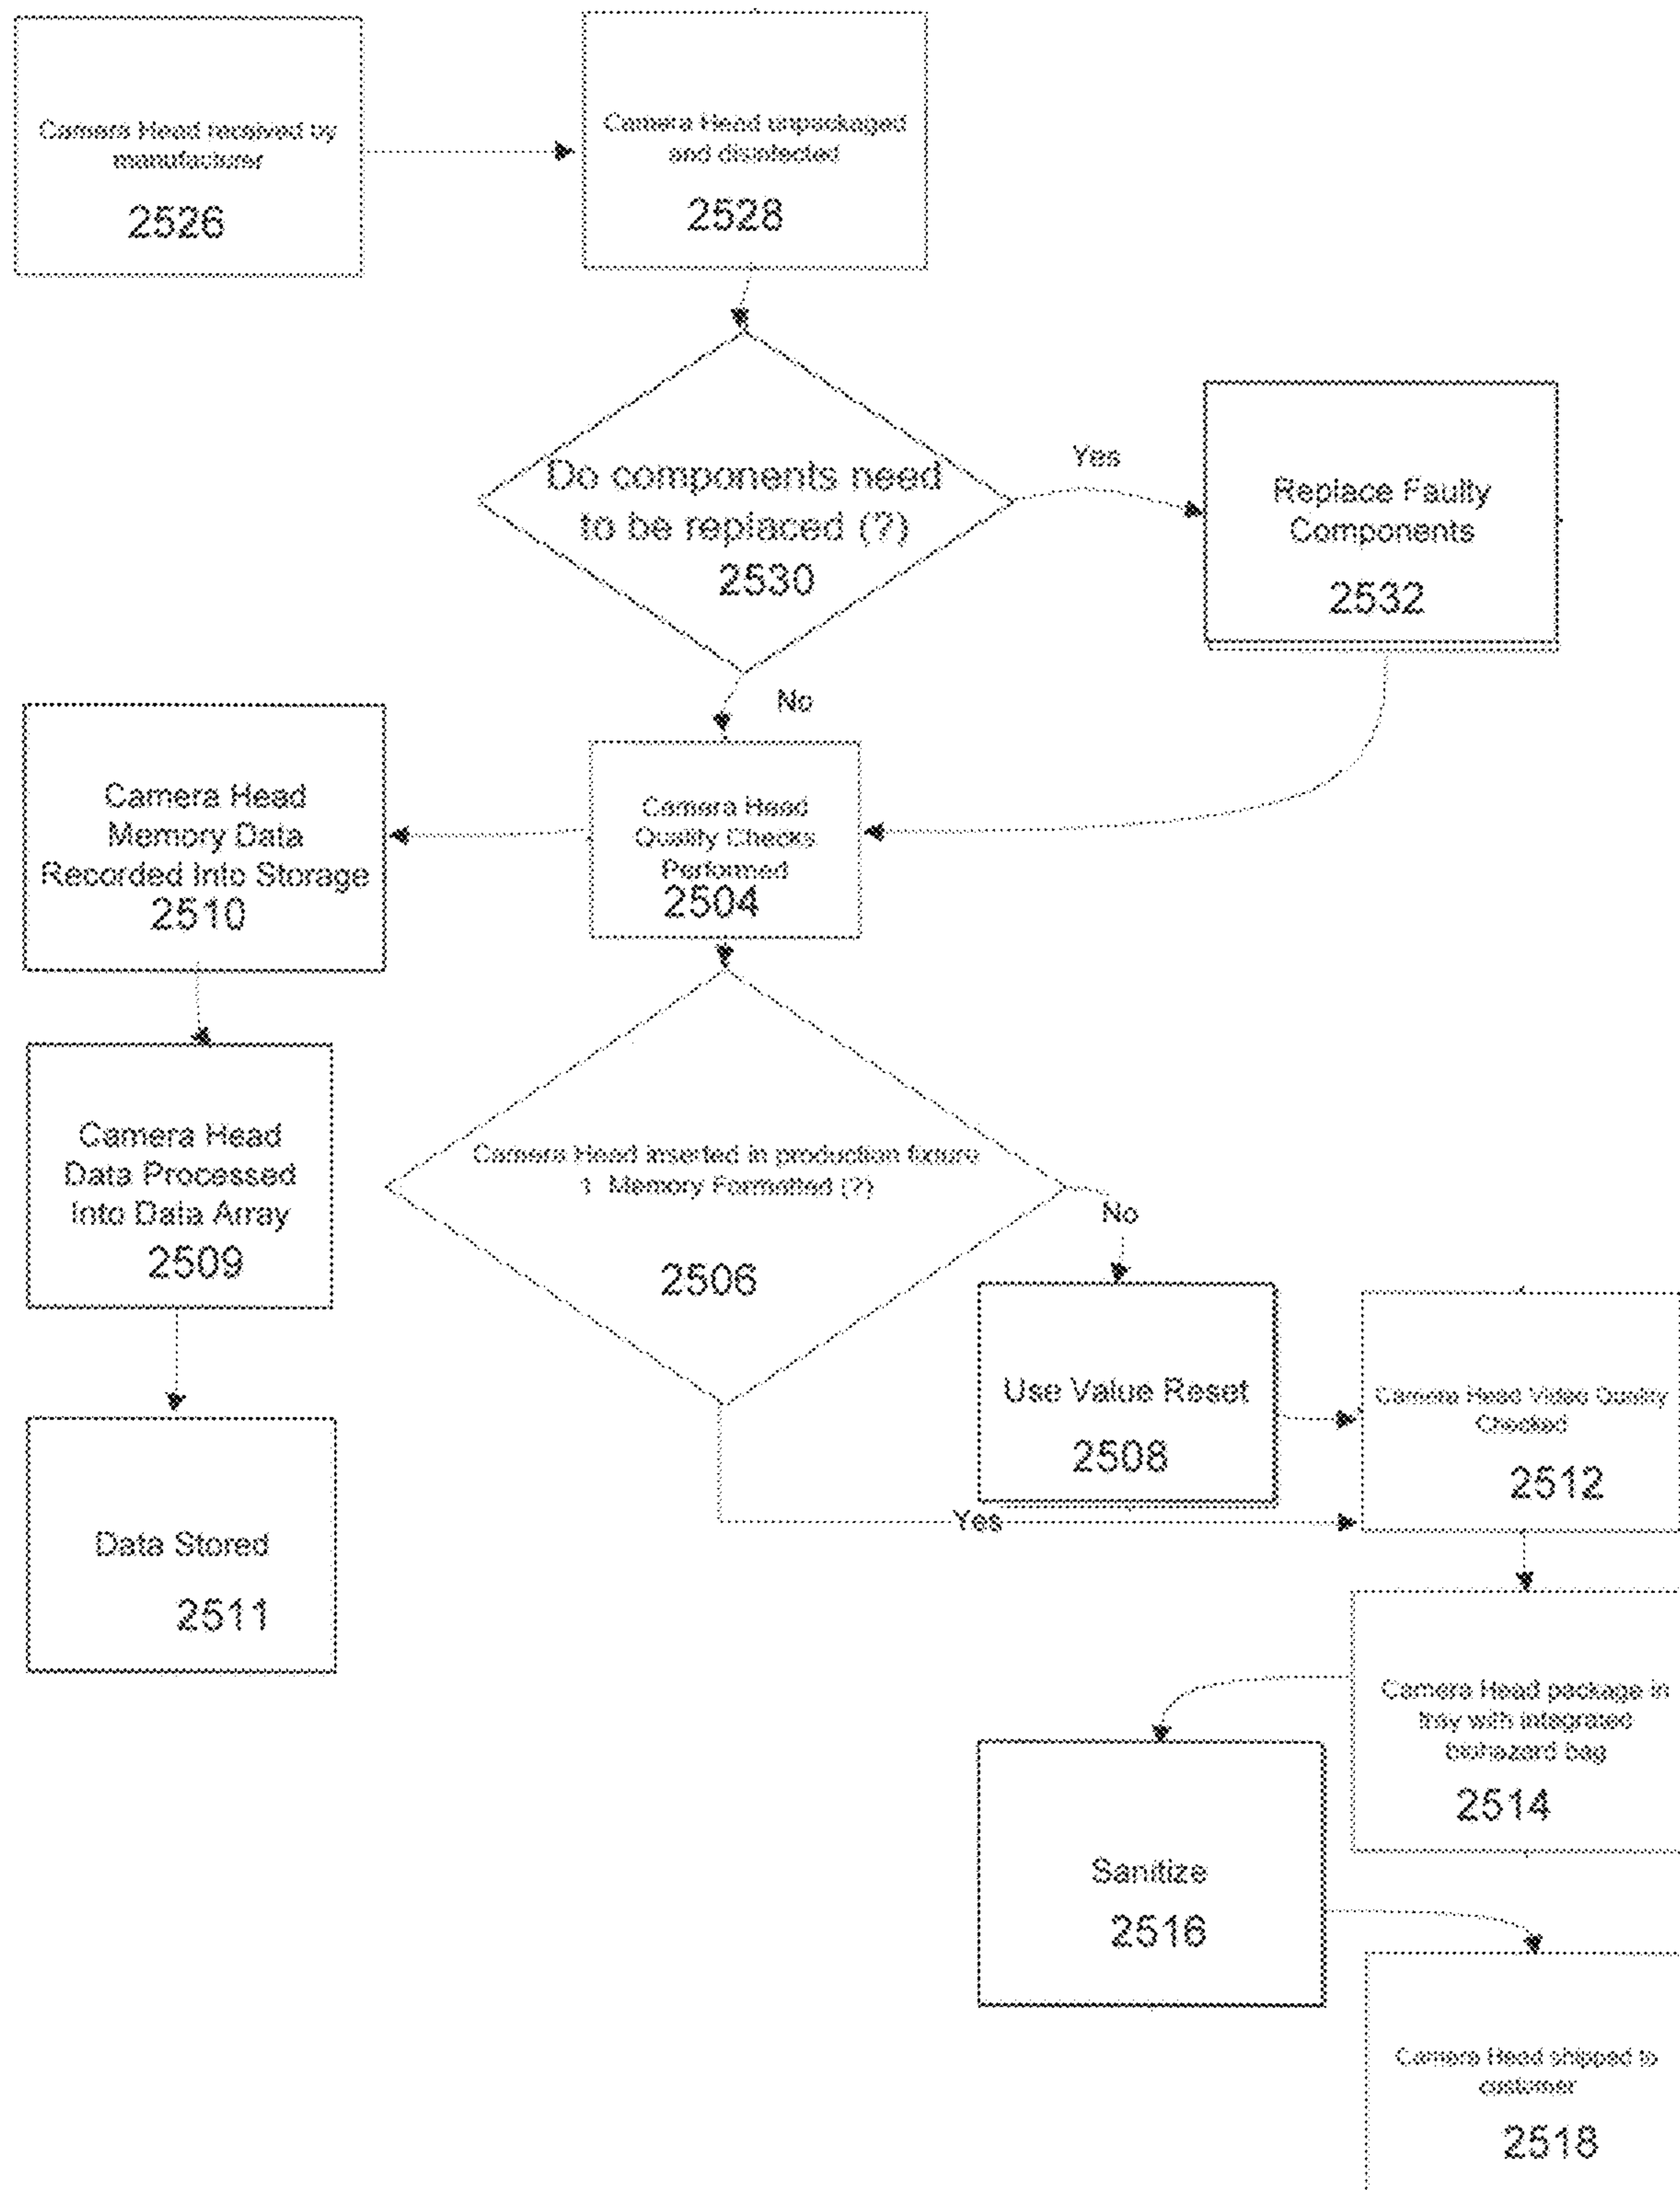 Camera Head received by
manufacturer
2526
Camera Head unpackaged
and disinfected
2528
Do components need
to be replaced (?)
2530
Yes
Replace Faulty
Components
2532
No
Camera Head
Memory Data
Recorded Into Storage
2510
Camera Head
Quality Checks
Performed
2504
Camera Head
Data Processed
Into Data Array
2509
Camera Head inserted in production fixture
1. Memory Formatted (?)
2506
No
Use Value Reset
2508
Camera Head Video Quality
Checked
2512
Yes
Data Stored
2511
Camera Head package in
tray with integrated
biohazard bag
2514
Sanitize
2516
Camera Head shipped to
customer
2518